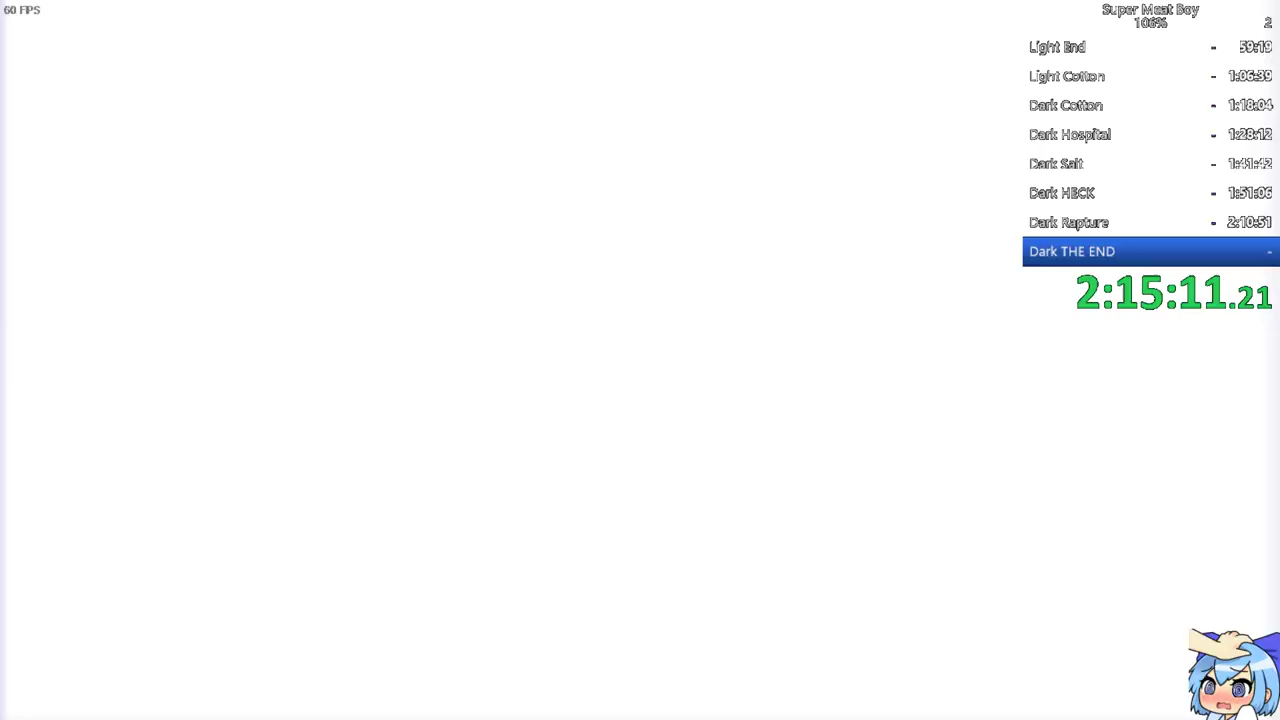 60 FPS
Super Meat Boy
106%
2
Light End - 59:19
Light Cotton - 1:06:39
Dark Cotton - 1:18:04
Dark Hospital - 1:28:12
Dark Salt - 1:41:42
Dark HECK - 1:51:06
Dark Rapture - 2:10:51
Dark THE END -
2:15:11.21